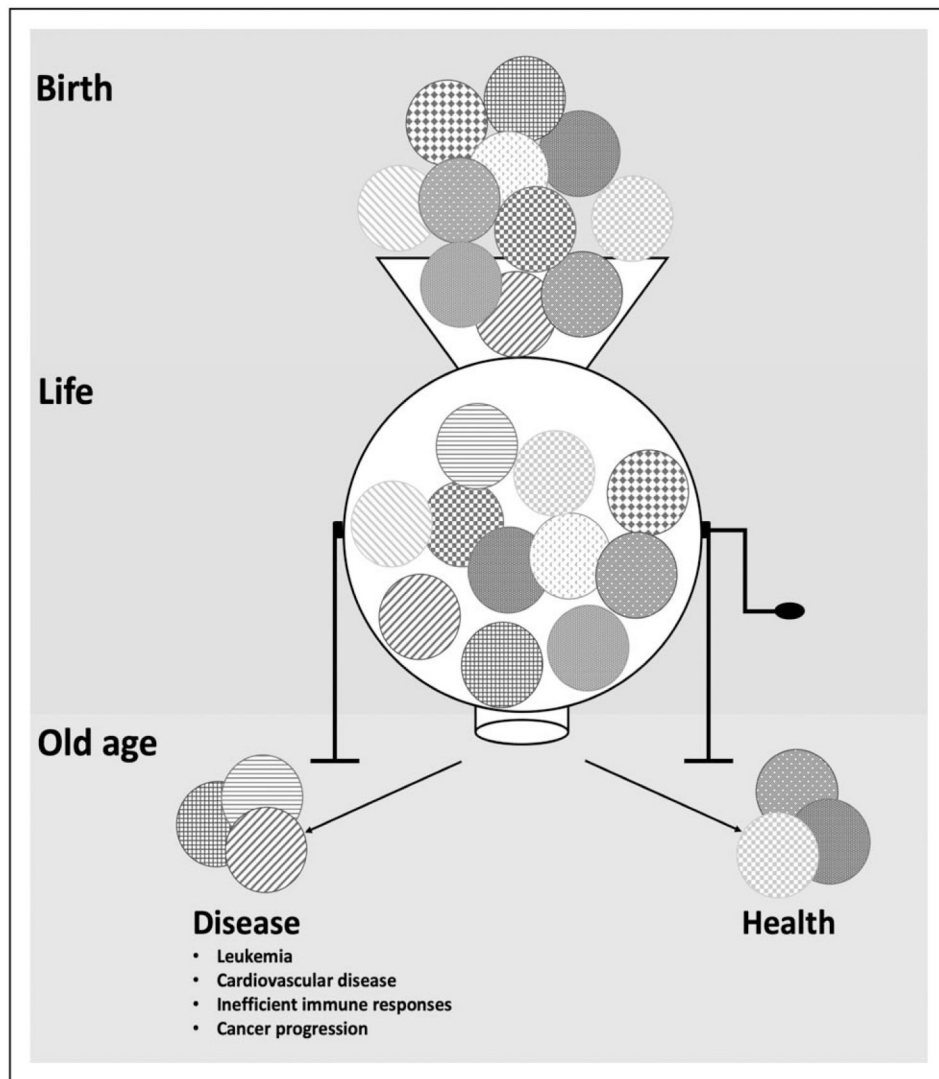 Birth
Life
Old age
Disease
Health
• Leukemia
• Cardiovascular disease
• Inefficient immune responses
• Cancer progression